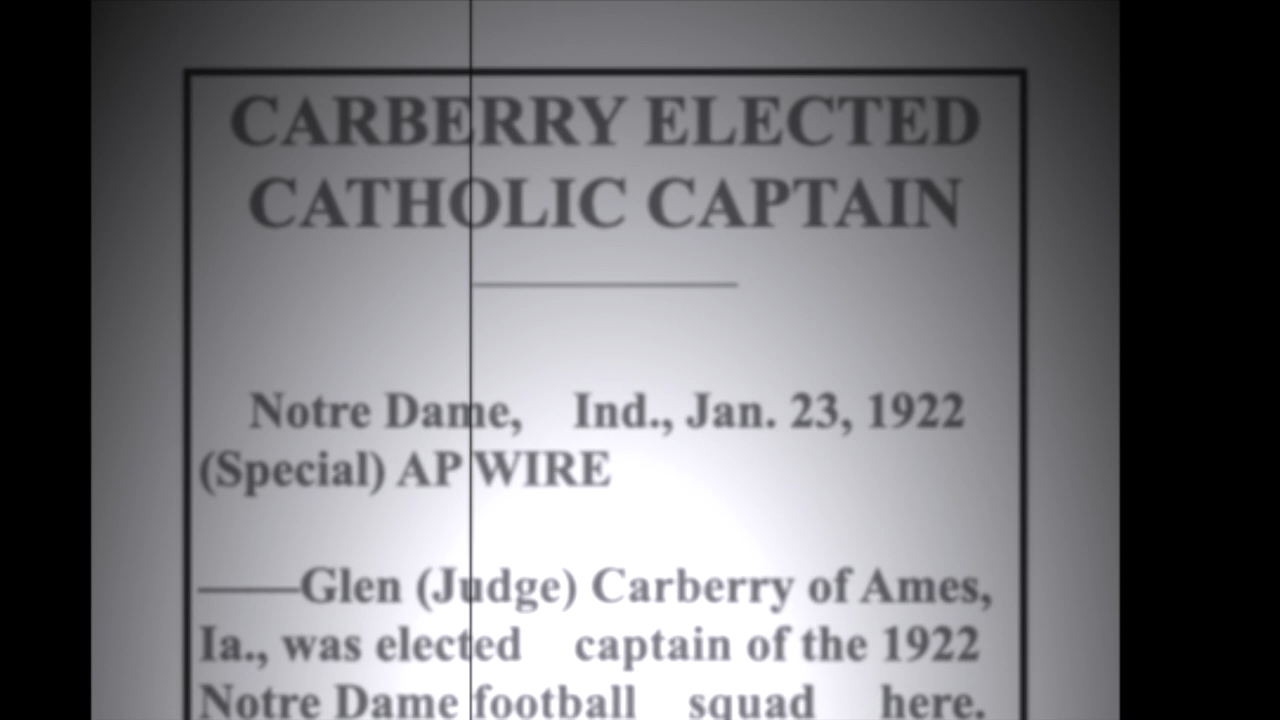 CARBERRY ELECTED
CATHOLIC CAPTAIN
Notre Dame, Ind., Jan. 23, 1922
(Special) AP WIRE
——Glen (Judge) Carberry of Ames,
Ia., was elected captain of the 1922
Notre Dame football squad here.